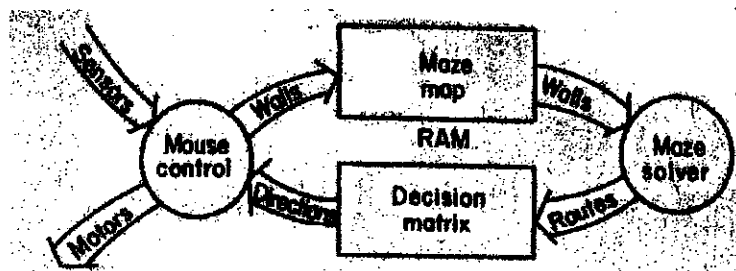 Sensors
Mouse
control
Motors
Walls
Maze
map
RAM
Walls
Maze
solver
Routes
Decision
matrix
Directions